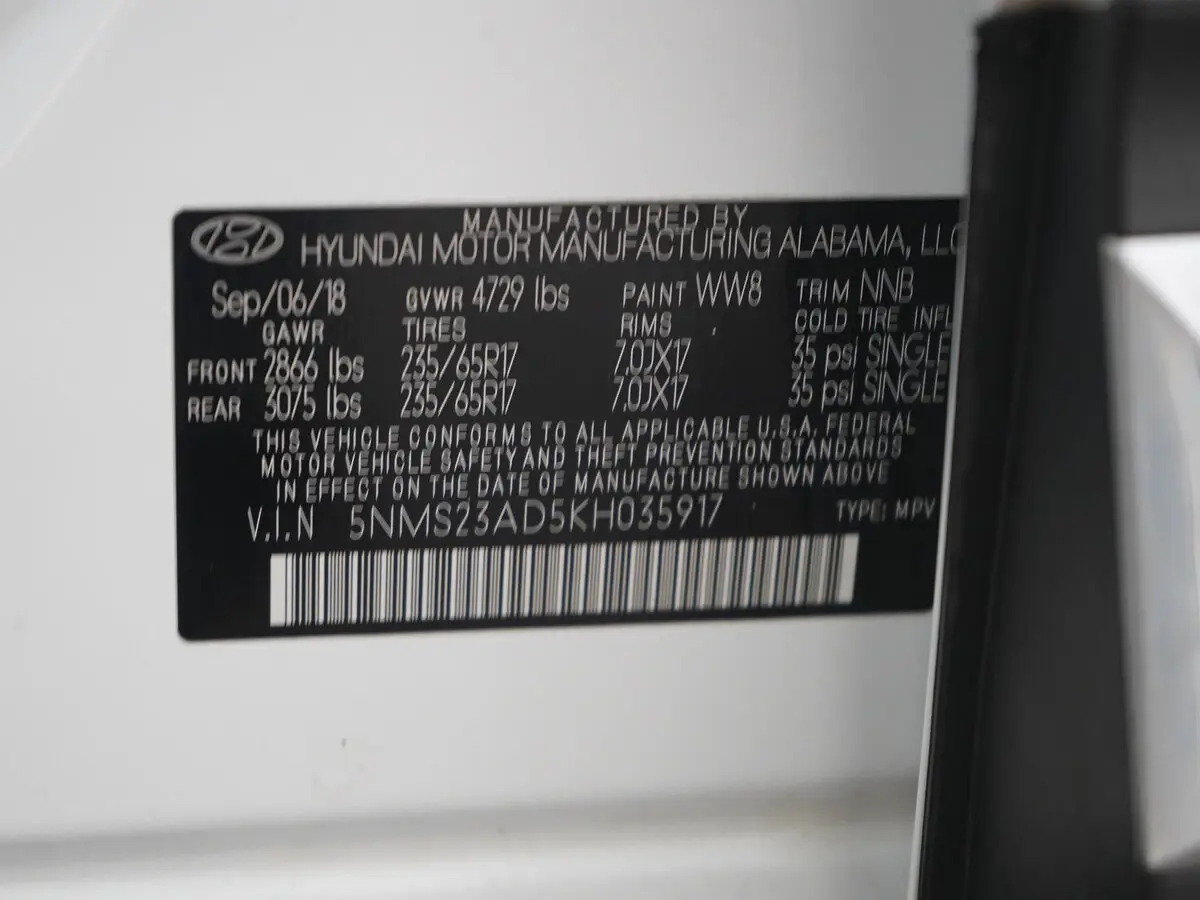 MANUFACTURED BY
HYUNDAI MOTOR MANUFACTURING ALABAMA, LLC
Sep/06/18 GVWR 4729 lbs PAINT WW8 TRIM NNB
GAWR TIRES RIMS COLD TIRE INFL
FRONT 2866 lbs 235/65R17 7.0JX17 35 psi SINGLE
REAR 3075 lbs 235/65R17 7.0JX17 35 psi SINGLE
THIS VEHICLE CONFORMS TO ALL APPLICABLE U.S.A. FEDERAL
MOTOR VEHICLE SAFETY AND THEFT PREVENTION STANDARDS
IN EFFECT ON THE DATE OF MANUFACTURE SHOWN ABOVE
V.I.N 5NMS23AD5KH035917 TYPE: MPV